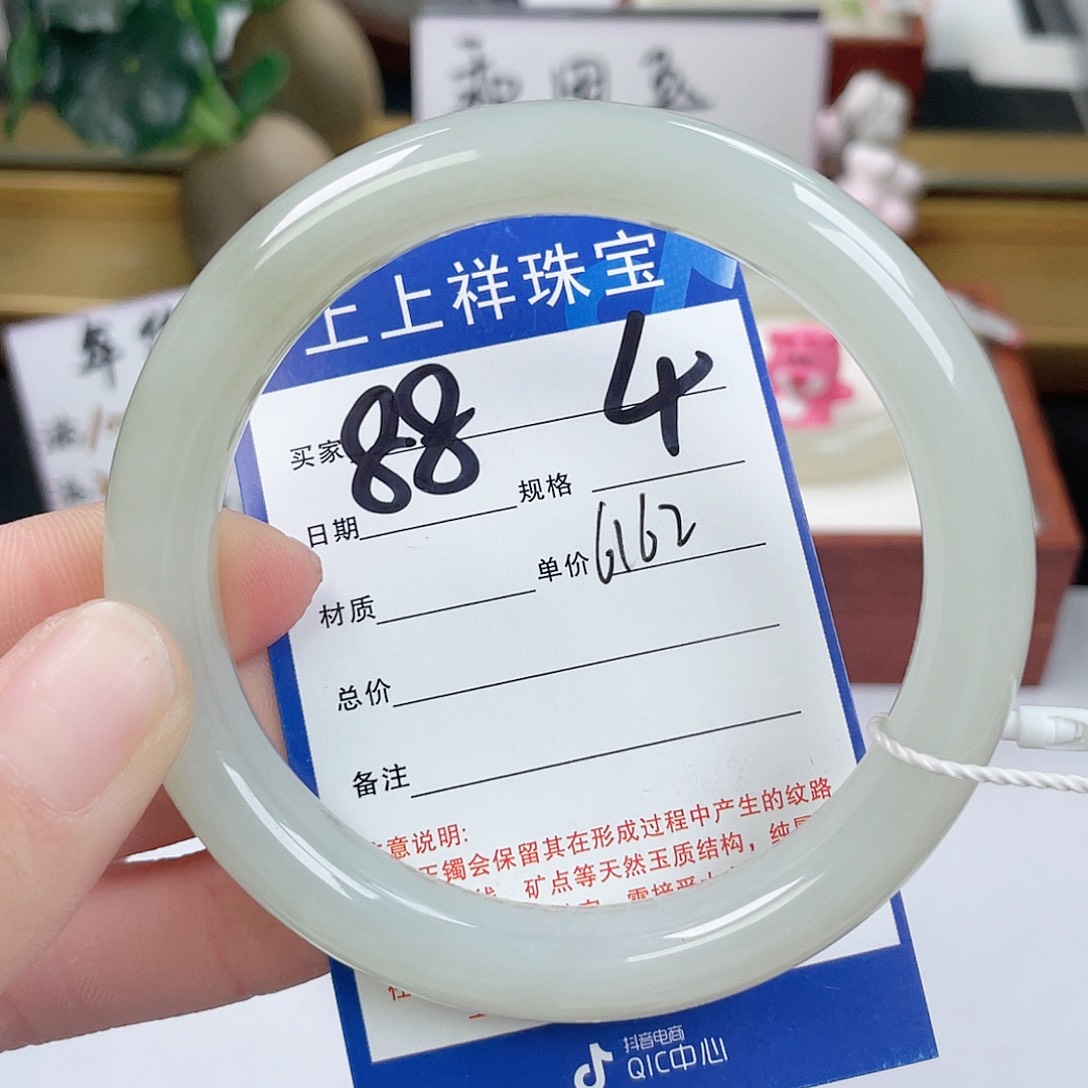 和田玉
上上祥珠宝
买家 88 4
日期 规格
材质 单价 6162
总价
备注
意说明:
玉镯会保留其在形成过程中产生的纹路
矿点等天然玉质结构，纯
抖音电商
QIC中心